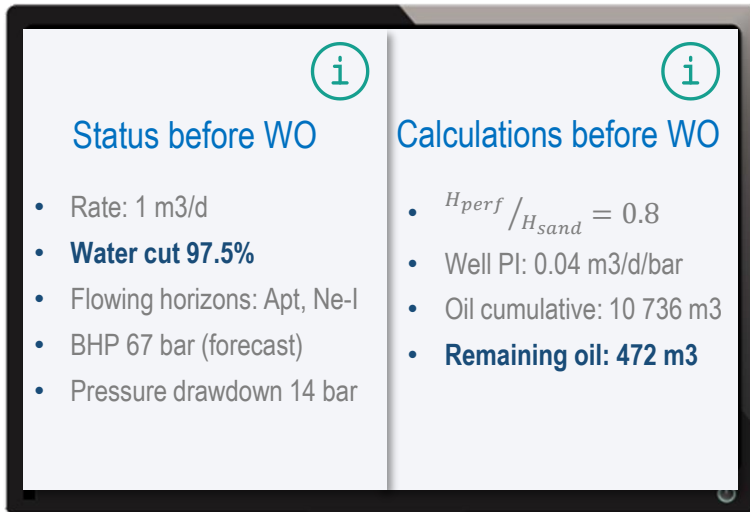 i
Status before WO
• Rate: 1 m3/d
• Water cut 97.5%
• Flowing horizons: Apt, Ne-I
• BHP 67 bar (forecast)
• Pressure drawdown 14 bar
i
Calculations before WO
• H_perf/H_sand = 0.8
• Well PI: 0.04 m3/d/bar
• Oil cumulative: 10 736 m3
• Remaining oil: 472 m3